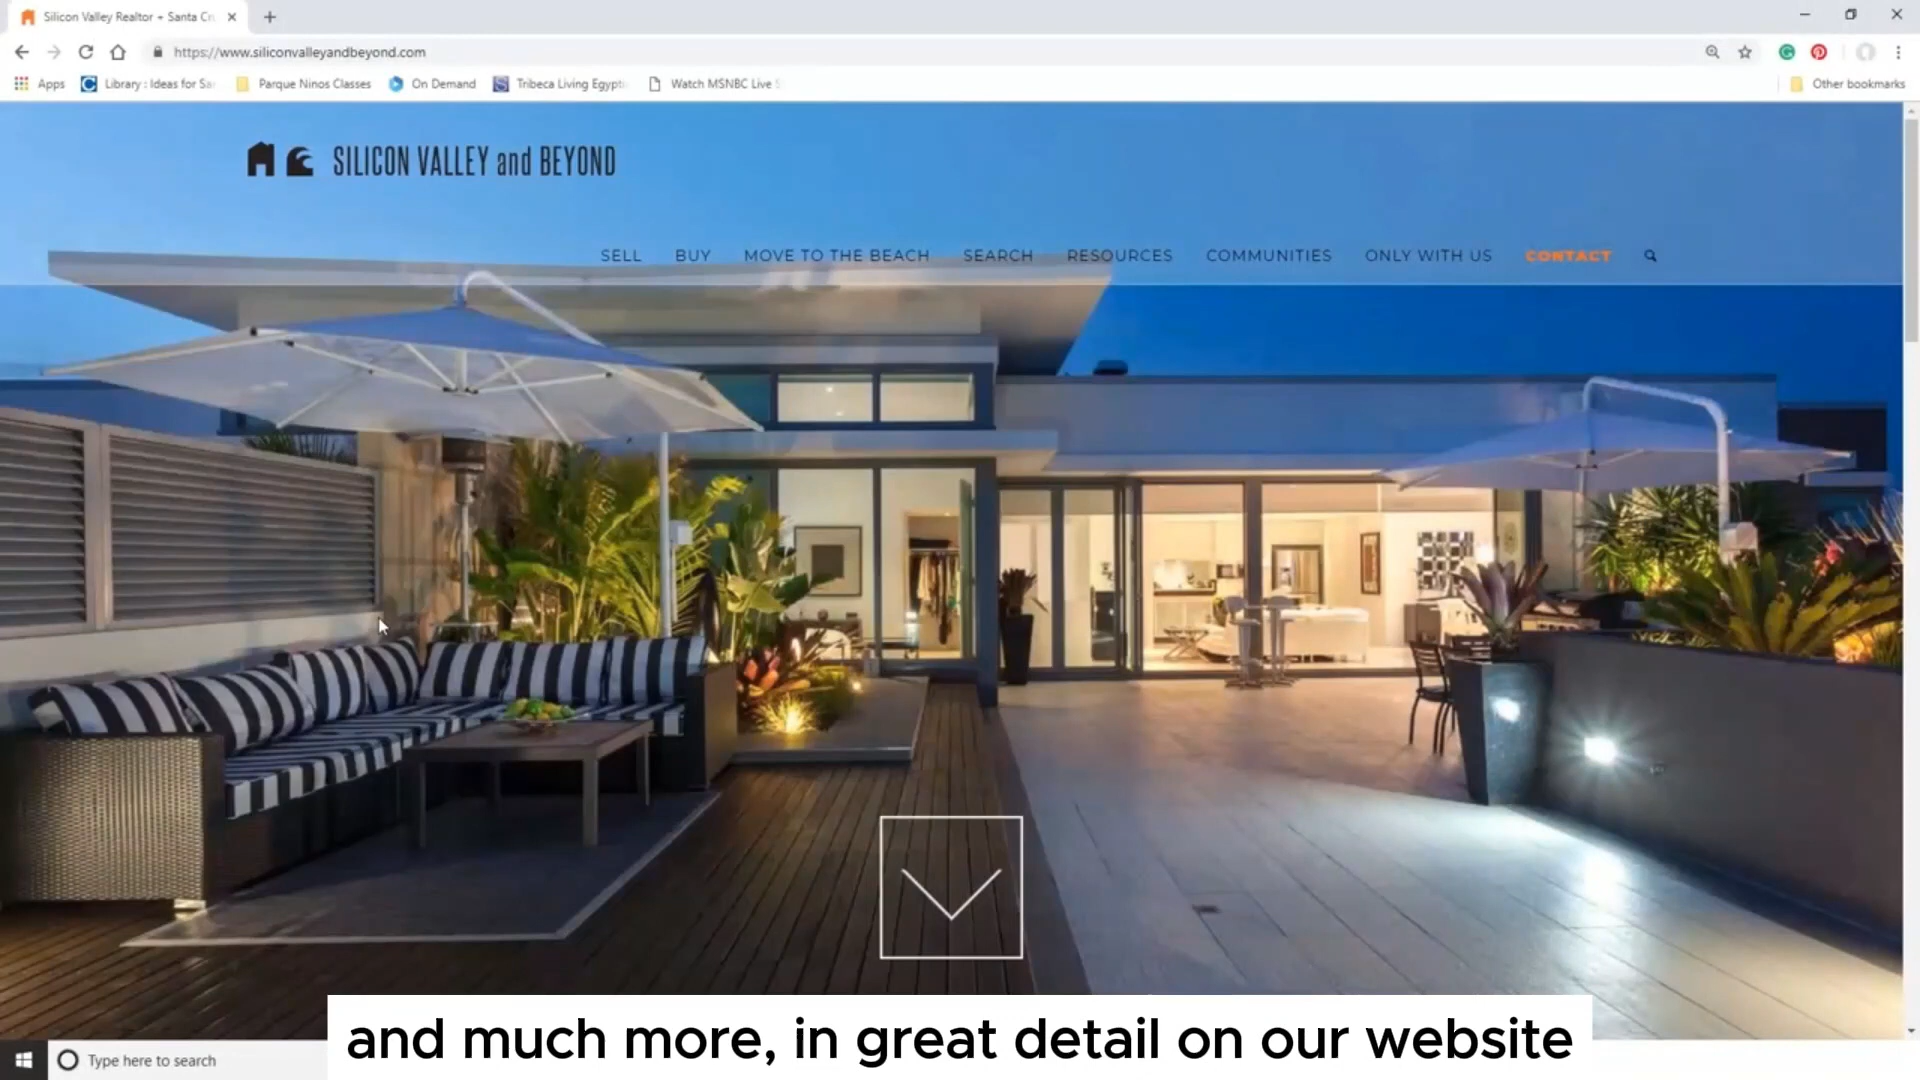 Silicon Valley Realtor + Santa Cr
https://www.siliconvalleyandbeyond.com
Apps
Library : Ideas for Sa
Parque Ninos Classes
On Demand
Tribeca Living Egypti
Watch MSNBC Live S
Other bookmarks
SILICON VALLEY and BEYOND
SELL BUY MOVE TO THE BEACH SEARCH RESOURCES COMMUNITIES ONLY WITH US CONTACT
and much more, in great detail on our website
Type here to search